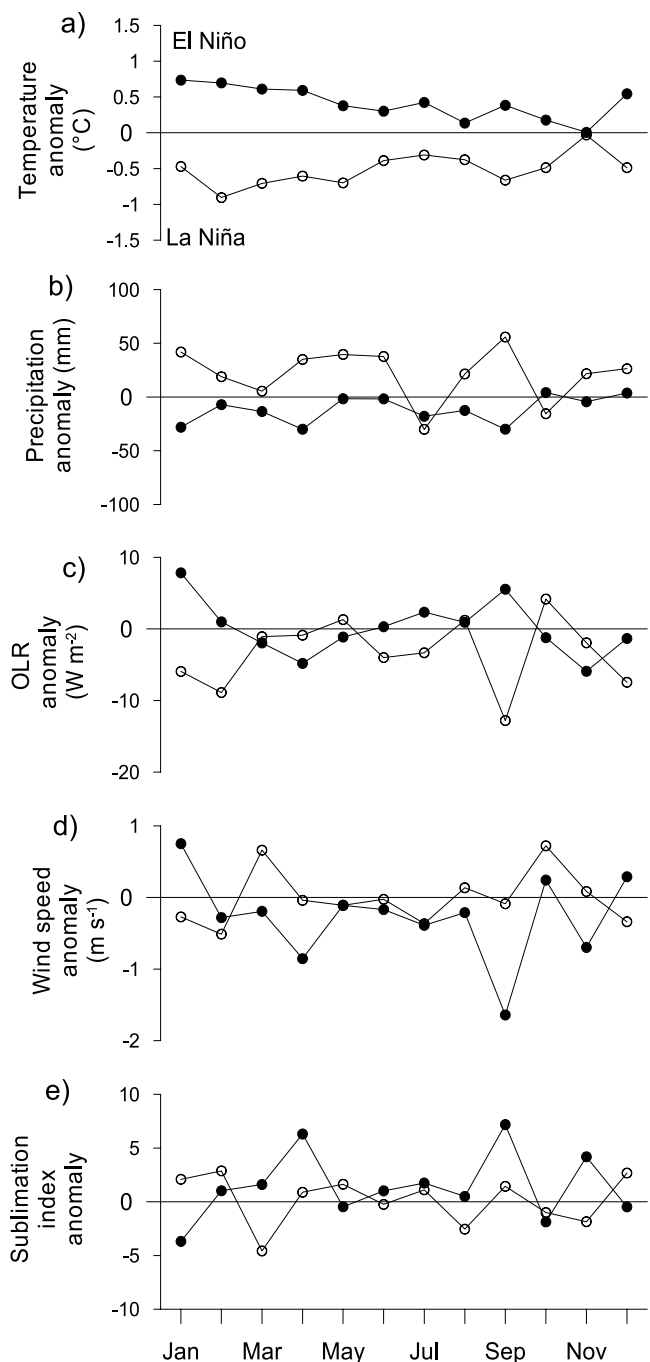 a)
El Niño
La Niña
Temperature
anomaly
(°C)
1.5
1
0.5
0
-0.5
-1
-1.5
b)
Precipitation
anomaly (mm)
100
50
0
-50
-100
c)
OLR
anomaly
(W m-2)
10
0
-10
-20
d)
Wind speed
anomaly
(m s-1)
1
0
-1
-2
e)
Sublimation
index
anomaly
10
5
0
-5
-10
Jan Mar May Jul Sep Nov